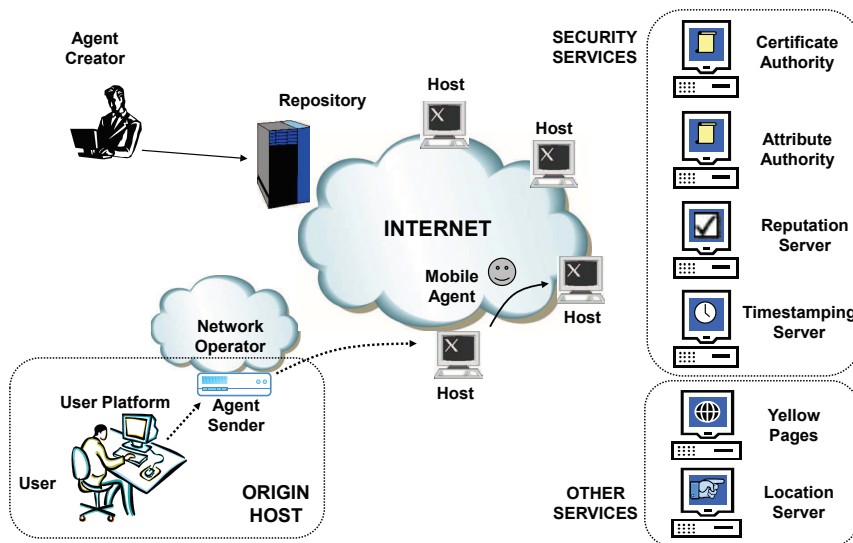 Agent
Creator
Repository
Host
Host
INTERNET
Mobile
Agent
Host
Host
Network
Operator
Agent
Sender
User Platform
User
ORIGIN
HOST
SECURITY
SERVICES
Certificate
Authority
Attribute
Authority
Reputation
Server
Timestamping
Server
OTHER
SERVICES
Yellow
Pages
Location
Server